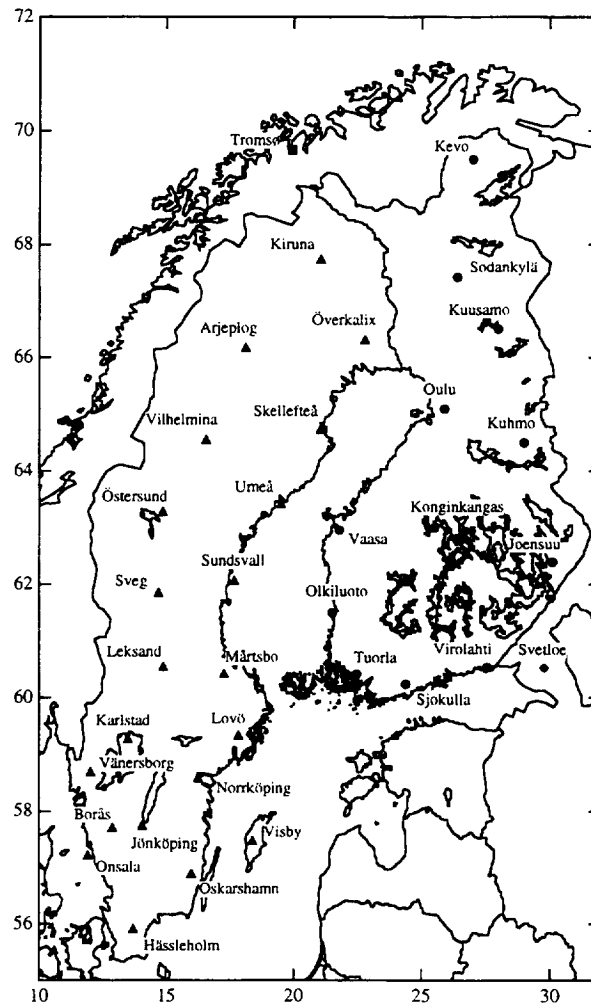 72
70
Tromsø
Kevo
68
Kiruna
Sodankylä
Kuusamo
Arjeplog
Överkalix
66
Oulu
Skellefteå
Vilhelmina
Kuhmo
64
Umeå
Östersund
Konginkangas
Vaasa
Joensuu
Sundsvall
62
Sveg
Olkiluoto
Leksand
Mårtsbo
Tuorla
Virolahti
Svetloe
60
Sjökulla
Karlstad
Lovö
Vänersborg
Norrköping
58
Borås
Jönköping
Visby
Onsala
Oskarshamn
56
Hässleholm
10
15
20
25
30